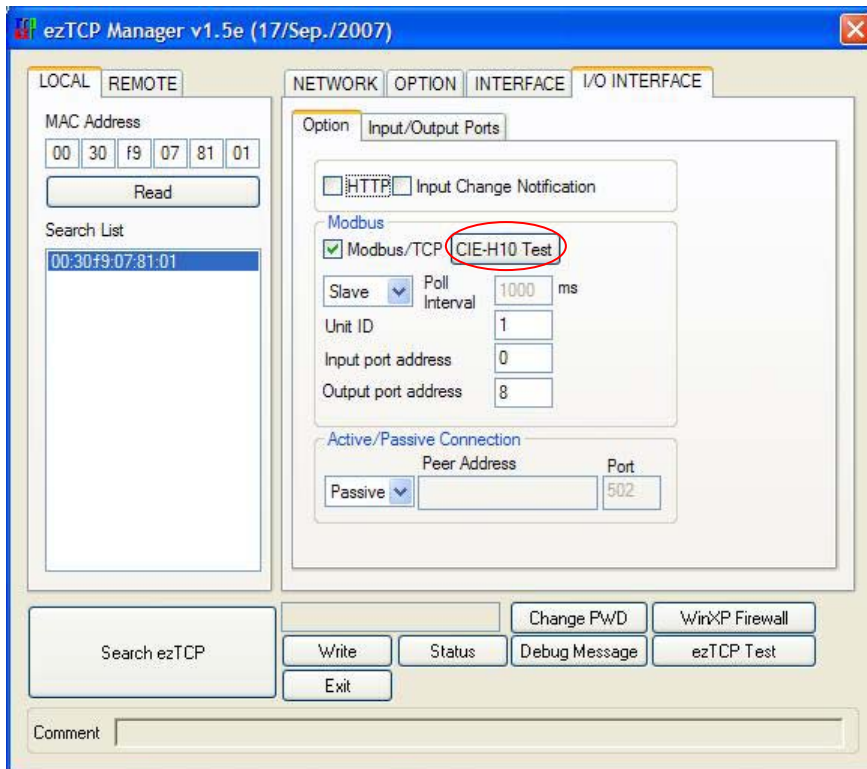 ezTCP Manager v1.5e (17/Sep./2007)
LOCAL REMOTE
MAC Address
00 30 f9 07 81 01
Read
Search List
00:30:f9:07:81:01
NETWORK OPTION INTERFACE I/O INTERFACE
Option Input/Output Ports
HTTP Input Change Notification
Modbus
Modbus/TCP CIE-H10 Test
Slave Poll Interval 1000 ms
Unit ID 1
Input port address 0
Output port address 8
Active/Passive Connection
Peer Address Port
Passive 502
Search ezTCP
Change PWD WinXP Firewall
Write Status Debug Message ezTCP Test
Exit
Comment